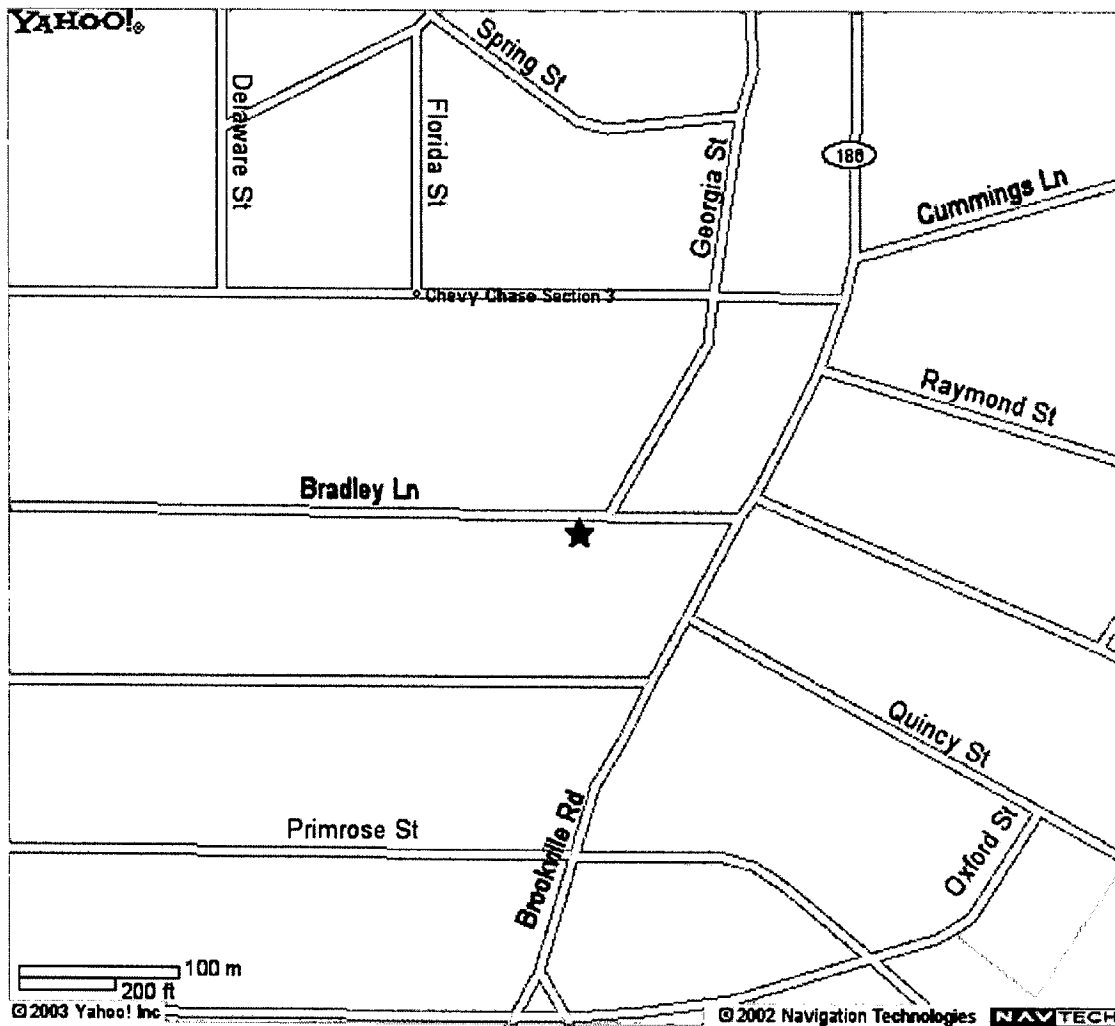 YAHOO!®
Spring St
Delaware St
Florida St
Georgia St
186
Cummings Ln
Chevy Chase Section 3
Raymond St
Bradley Ln
Quincy St
Primrose St
Brookville Rd
Oxford St
100 m
200 ft
©2003 Yahoo! Inc
©2002 Navigation Technologies NAVTECH